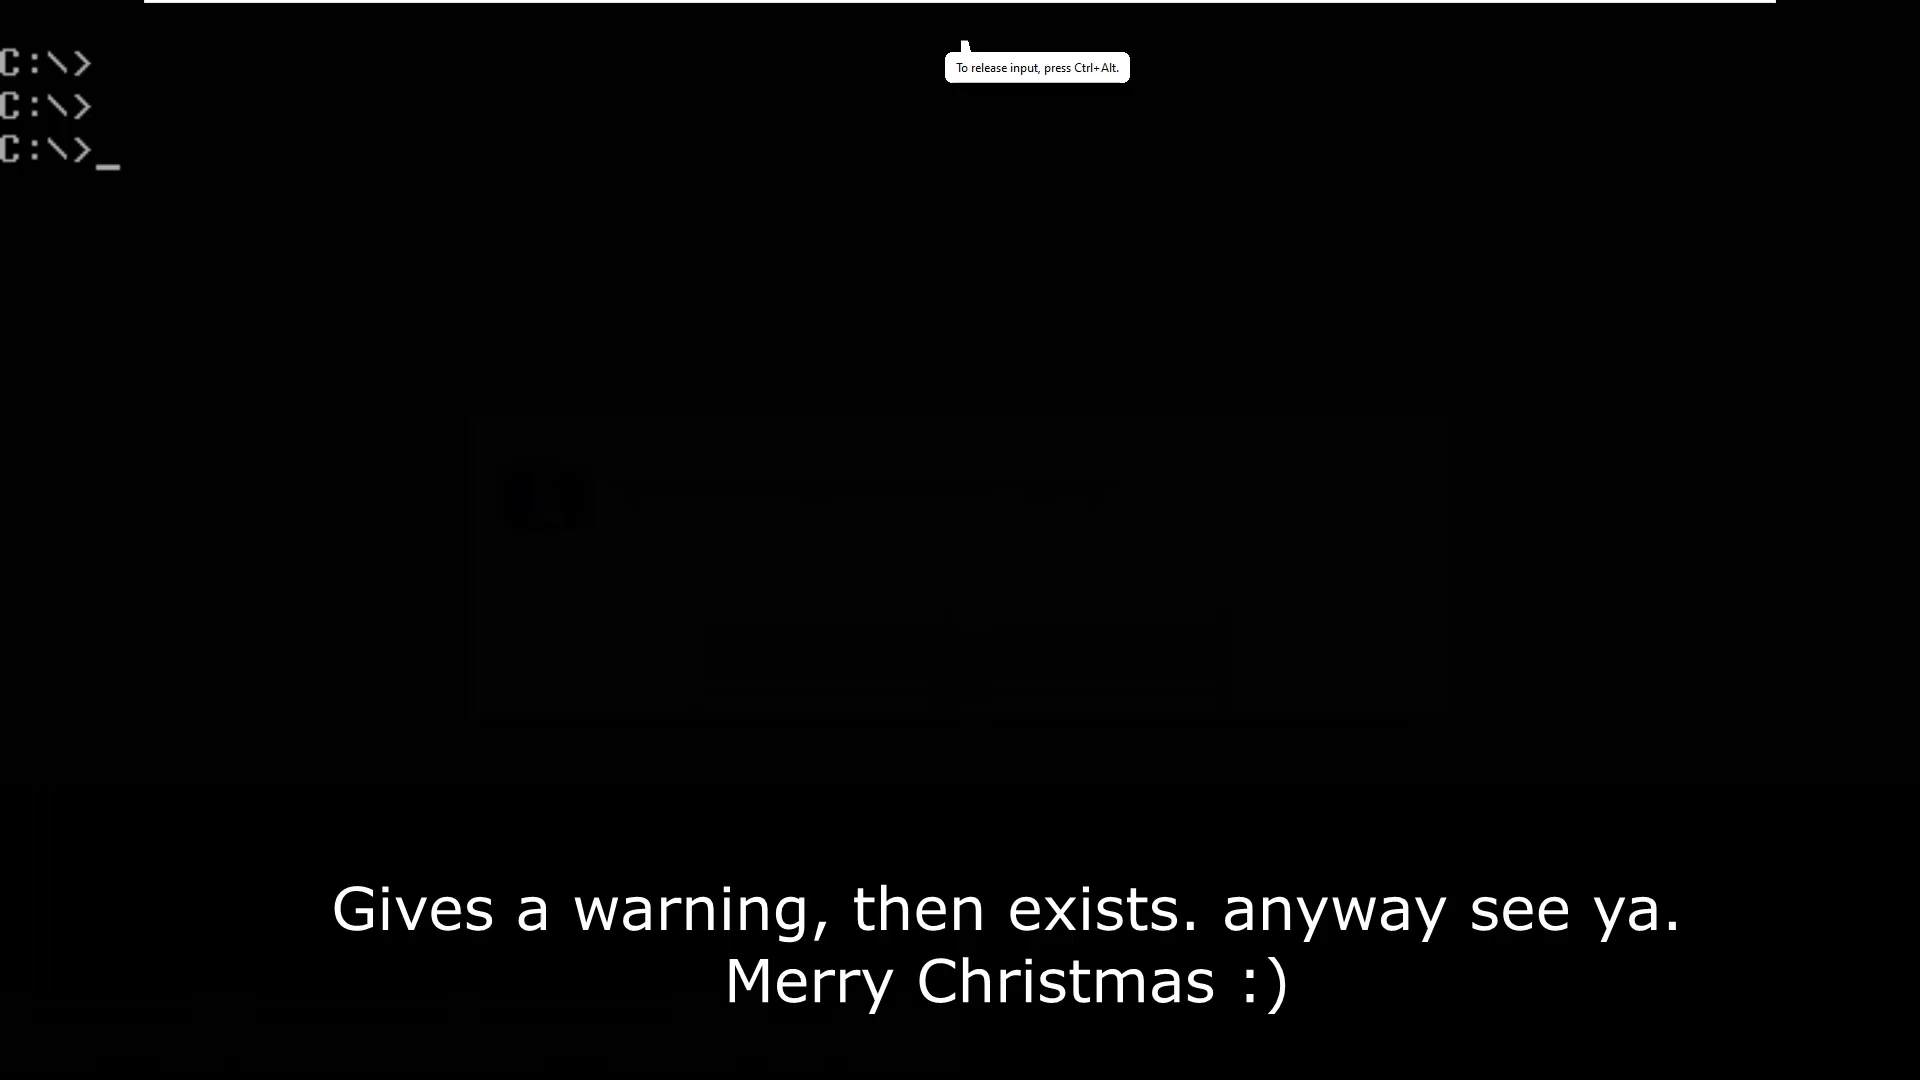 C:\>
To release input, press Ctrl+Alt.
C:\>
C:\>_
Gives a warning, then exists. anyway see ya.
Merry Christmas :)